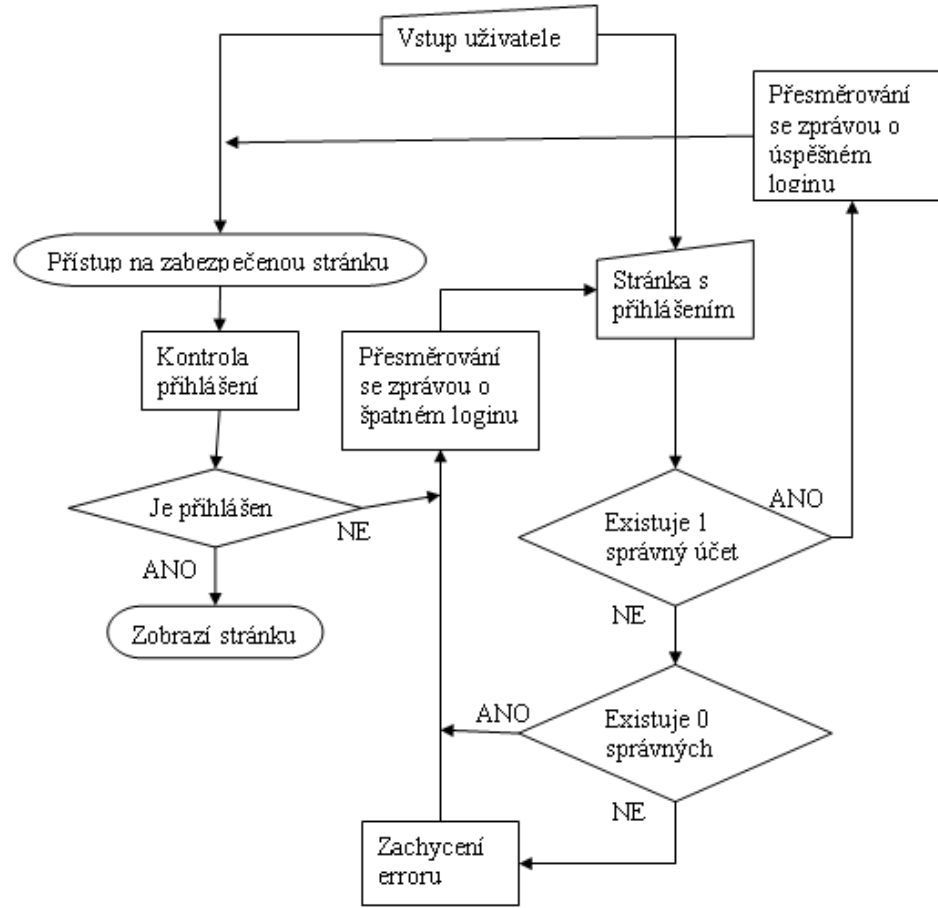 Vstup uživatele
Přesměrování
se zprávou o
úspěšném
loginu
Přístup na zabezpečenou stránku
Stránka s
přihlášením
Kontrola
přihlášení
Přesměrování
se zprávou o
špatném loginu
Je přihlášen
NE
ANO
Existuje 1
správný účet
ANO
NE
Zobrazí stránku
ANO
Existuje 0
správných
NE
Zachycení
erroru